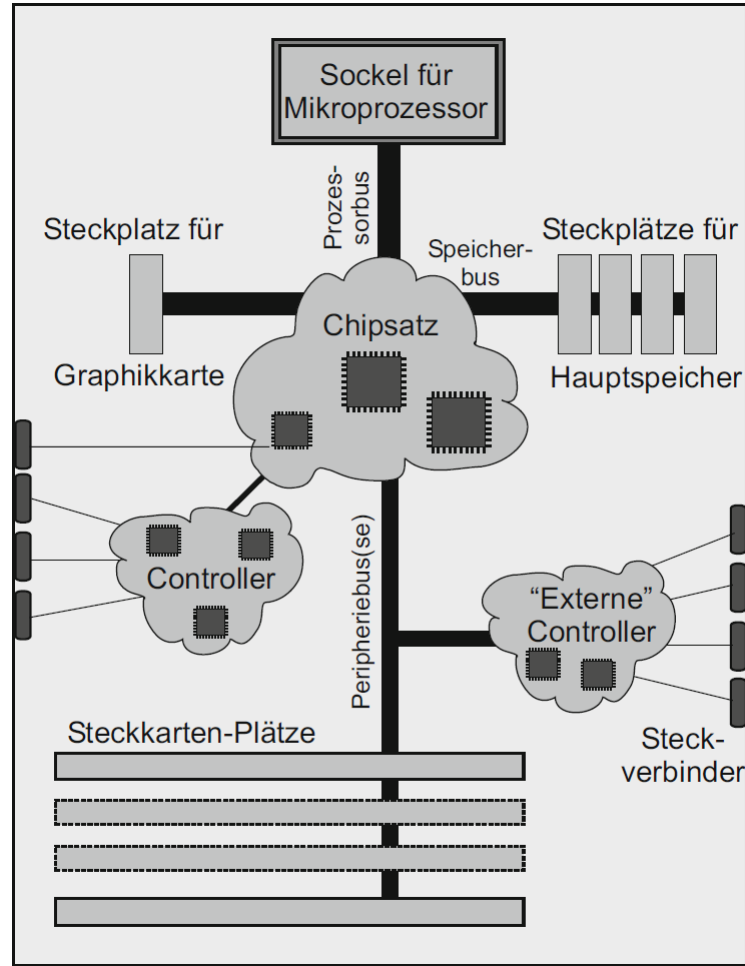 Sockel für
Mikroprozessor
Prozes-
sorbus
Steckplatz für
Graphikkarte
Speicher-
bus
Steckplätze für
Hauptspeicher
Chipsatz
Controller
Peripheriebus(se)
“Externe”
Controller
Steckkarten-Plätze
Steck-
verbinder